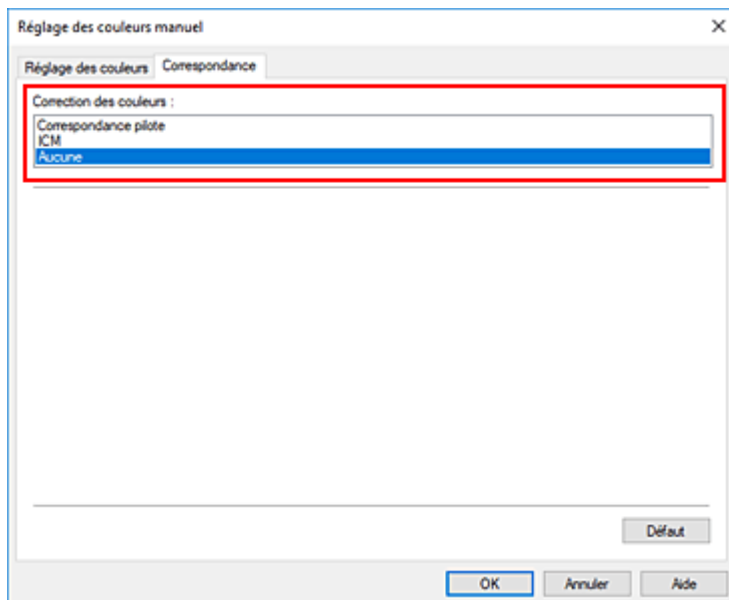 Réglage des couleurs manuel
Réglage des couleurs Correspondance
Correction des couleurs :
Correspondance pilote
ICM
Aucune
Défaut
OK Annuler Aide